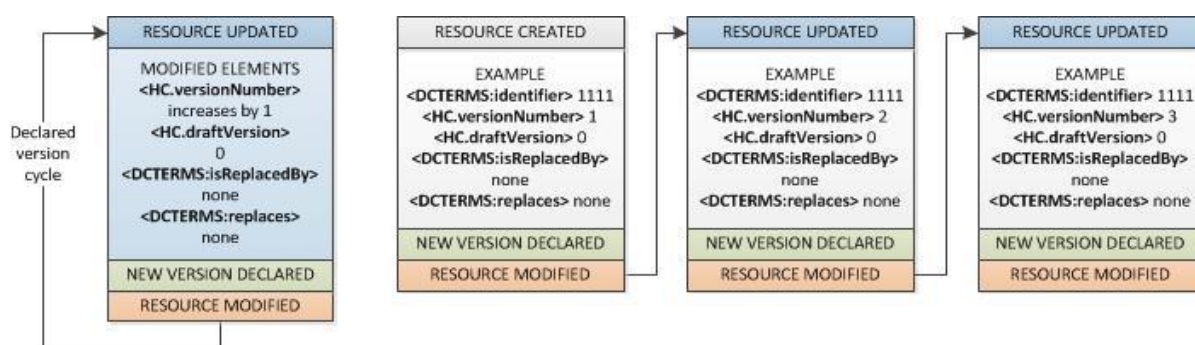 Declared
version
cycle
RESOURCE UPDATED
MODIFIED ELEMENTS
<HC.versionNumber>
increases by 1
<HC.draftVersion>
0
<DCTERMS:isReplacedBy>
none
<DCTERMS:replaces>
none
NEW VERSION DECLARED
RESOURCE MODIFIED
RESOURCE CREATED
EXAMPLE
<DCTERMS:identifier> 1111
<HC.versionNumber> 1
<HC.draftVersion> 0
<DCTERMS:isReplacedBy>
none
<DCTERMS:replaces> none
NEW VERSION DECLARED
RESOURCE MODIFIED
RESOURCE UPDATED
EXAMPLE
<DCTERMS:identifier> 1111
<HC.versionNumber> 2
<HC.draftVersion> 0
<DCTERMS:isReplacedBy>
none
<DCTERMS:replaces> none
NEW VERSION DECLARED
RESOURCE MODIFIED
RESOURCE UPDATED
EXAMPLE
<DCTERMS:identifier> 1111
<HC.versionNumber> 3
<HC.draftVersion> 0
<DCTERMS:isReplacedBy>
none
<DCTERMS:replaces> none
NEW VERSION DECLARED
RESOURCE MODIFIED